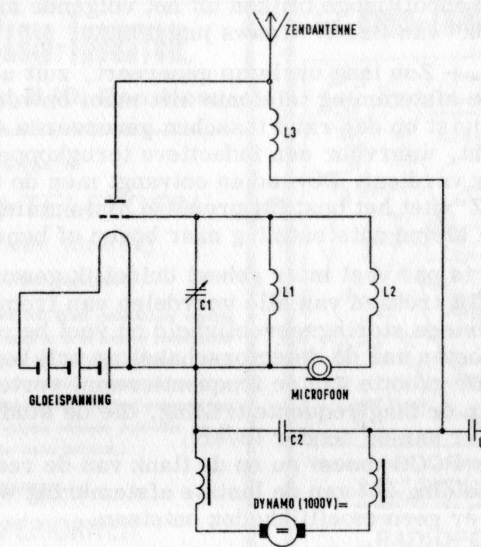 ZENDANTENNE
L3
C1
L1
L2
GLOEISPANNING
MICROFOON
C2
DYNAMO (1000V)=